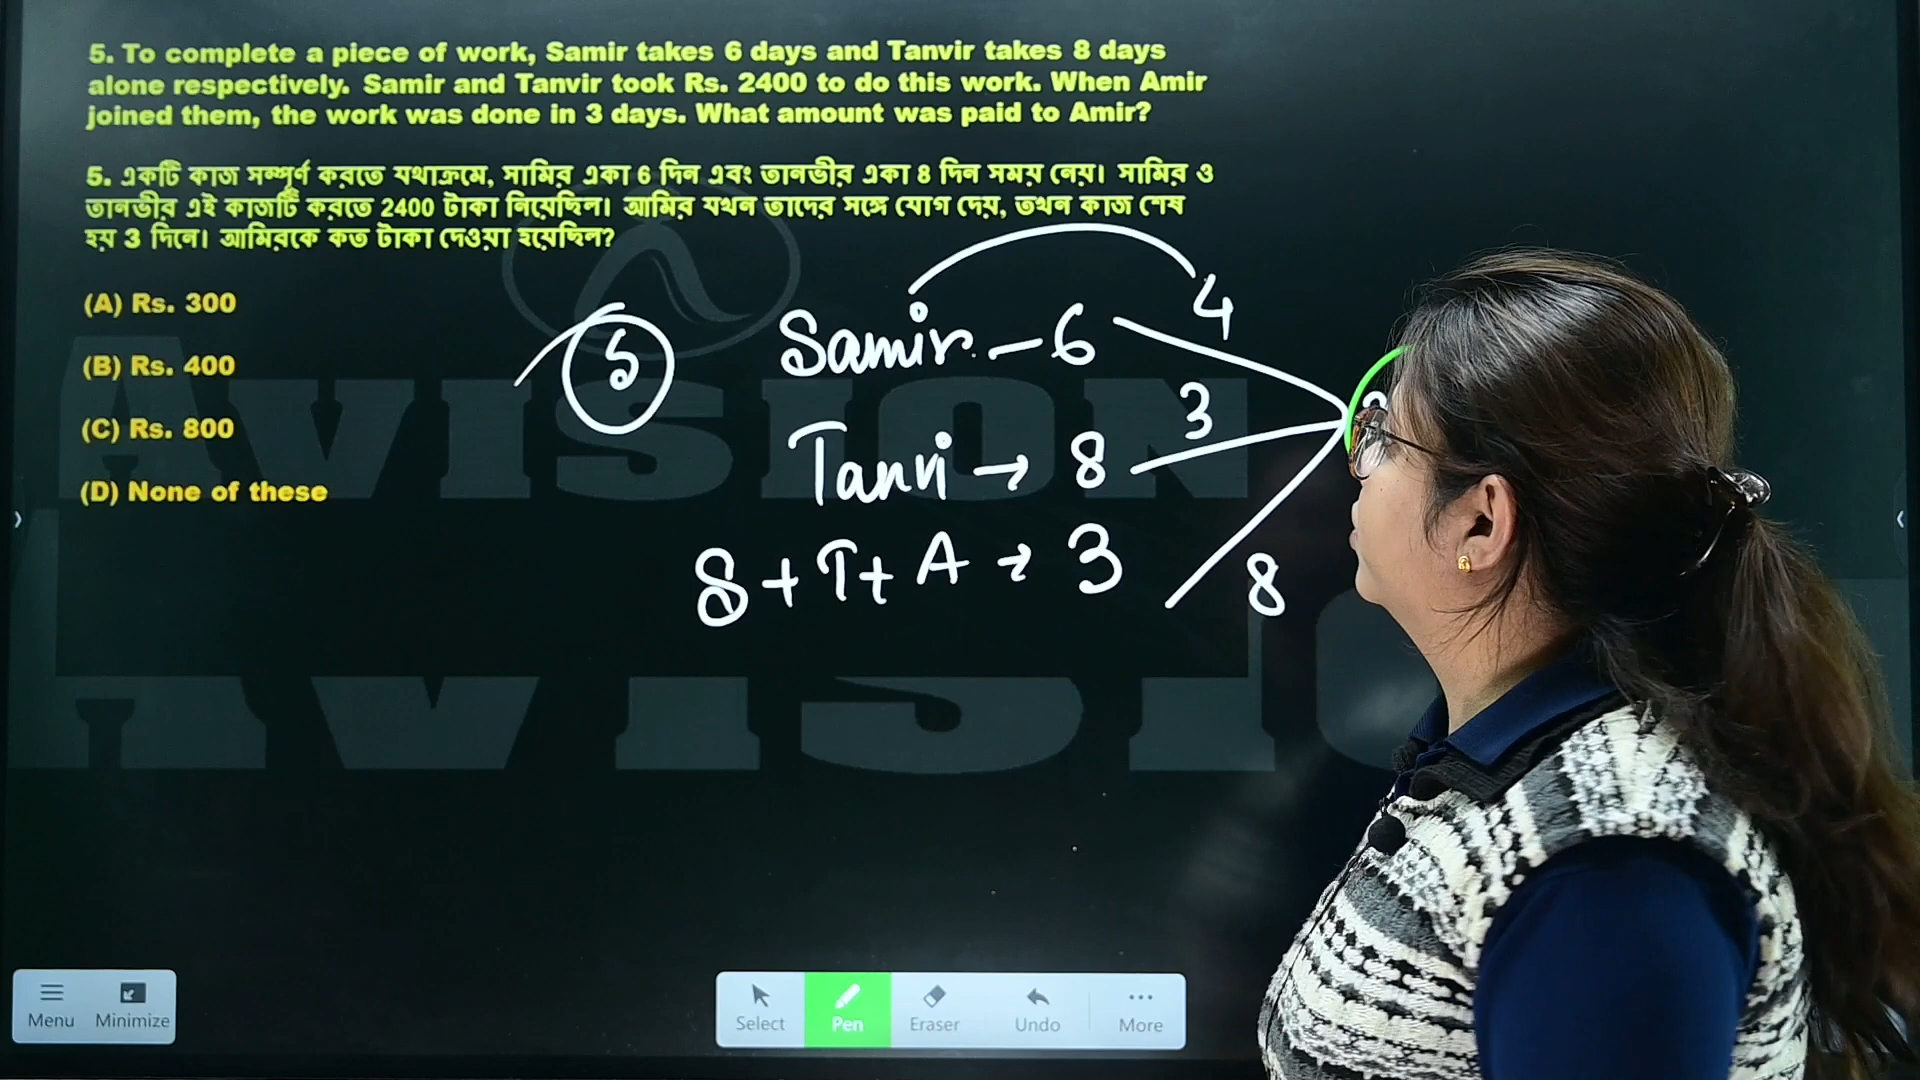 5. To complete a piece of work, Samir takes 6 days and Tanvir takes 8 days
alone respectively. Samir and Tanvir took Rs. 2400 to do this work. When Amir
joined them, the work was done in 3 days. What amount was paid to Amir?
5. একটি কাজ সম্পূর্ণ করতে যথাক্রমে, সামির একা 6 দিন এবং তানভীর একা 8 দিন সময় নেয়। সামির ও
তানভীর এই কাজটি করতে 2400 টাকা নিয়েছিল। আমির যখন তাদের সঙ্গে যোগ দেয়, তখন কাজ শেষ
হয় 3 দিনে। আমিরকে কত টাকা দেওয়া হয়েছিল?
(A) Rs. 300
(B) Rs. 400
(C) Rs. 800
(D) None of these
5
Samir - 6
4
Tanvi → 8
3
S + T + A → 3
8
AVISION
AVISIO
Menu
Minimize
Select
Pen
Eraser
Undo
More